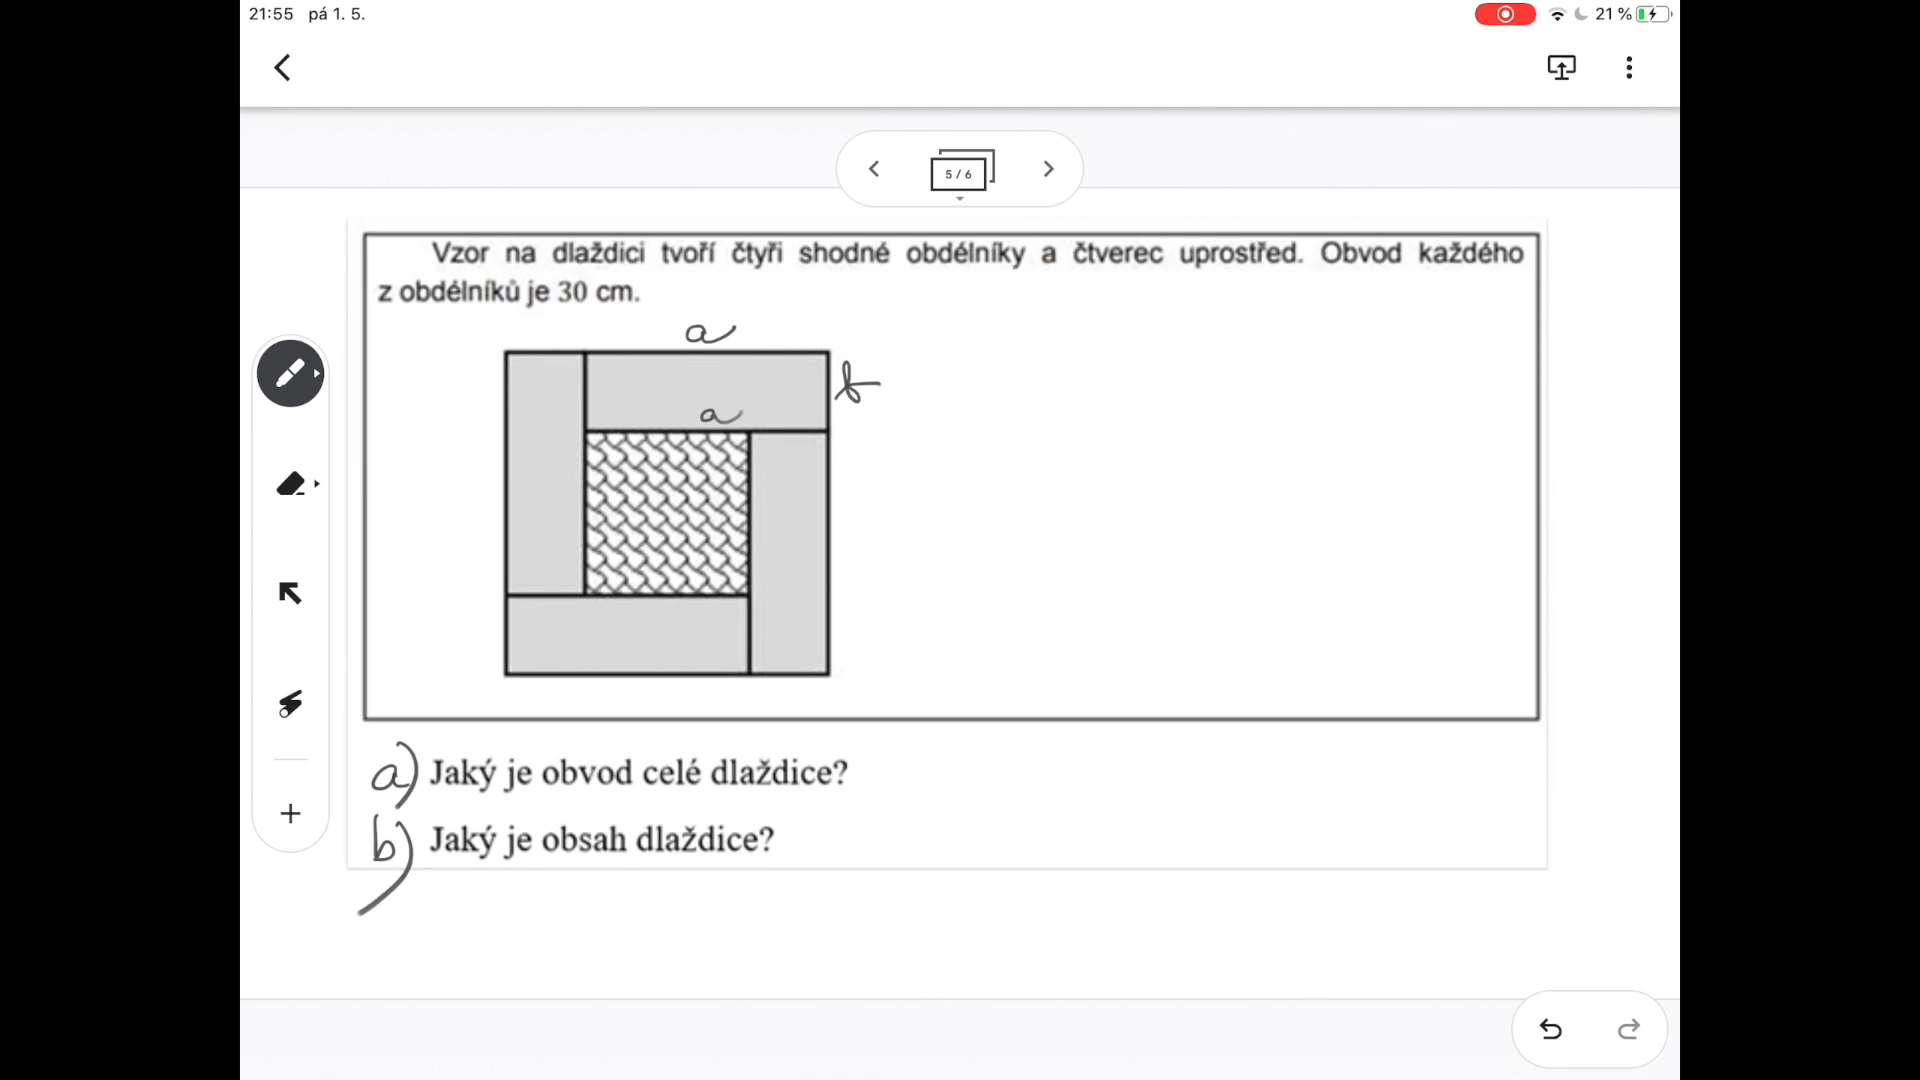 21:55 pá 1. 5.
21 %
5 / 6
Vzor na dlaždici tvoří čtyři shodné obdélníky a čtverec uprostřed. Obvod každého
z obdélníků je 30 cm.
a
b
a
a) Jaký je obvod celé dlaždice?
b) Jaký je obsah dlaždice?